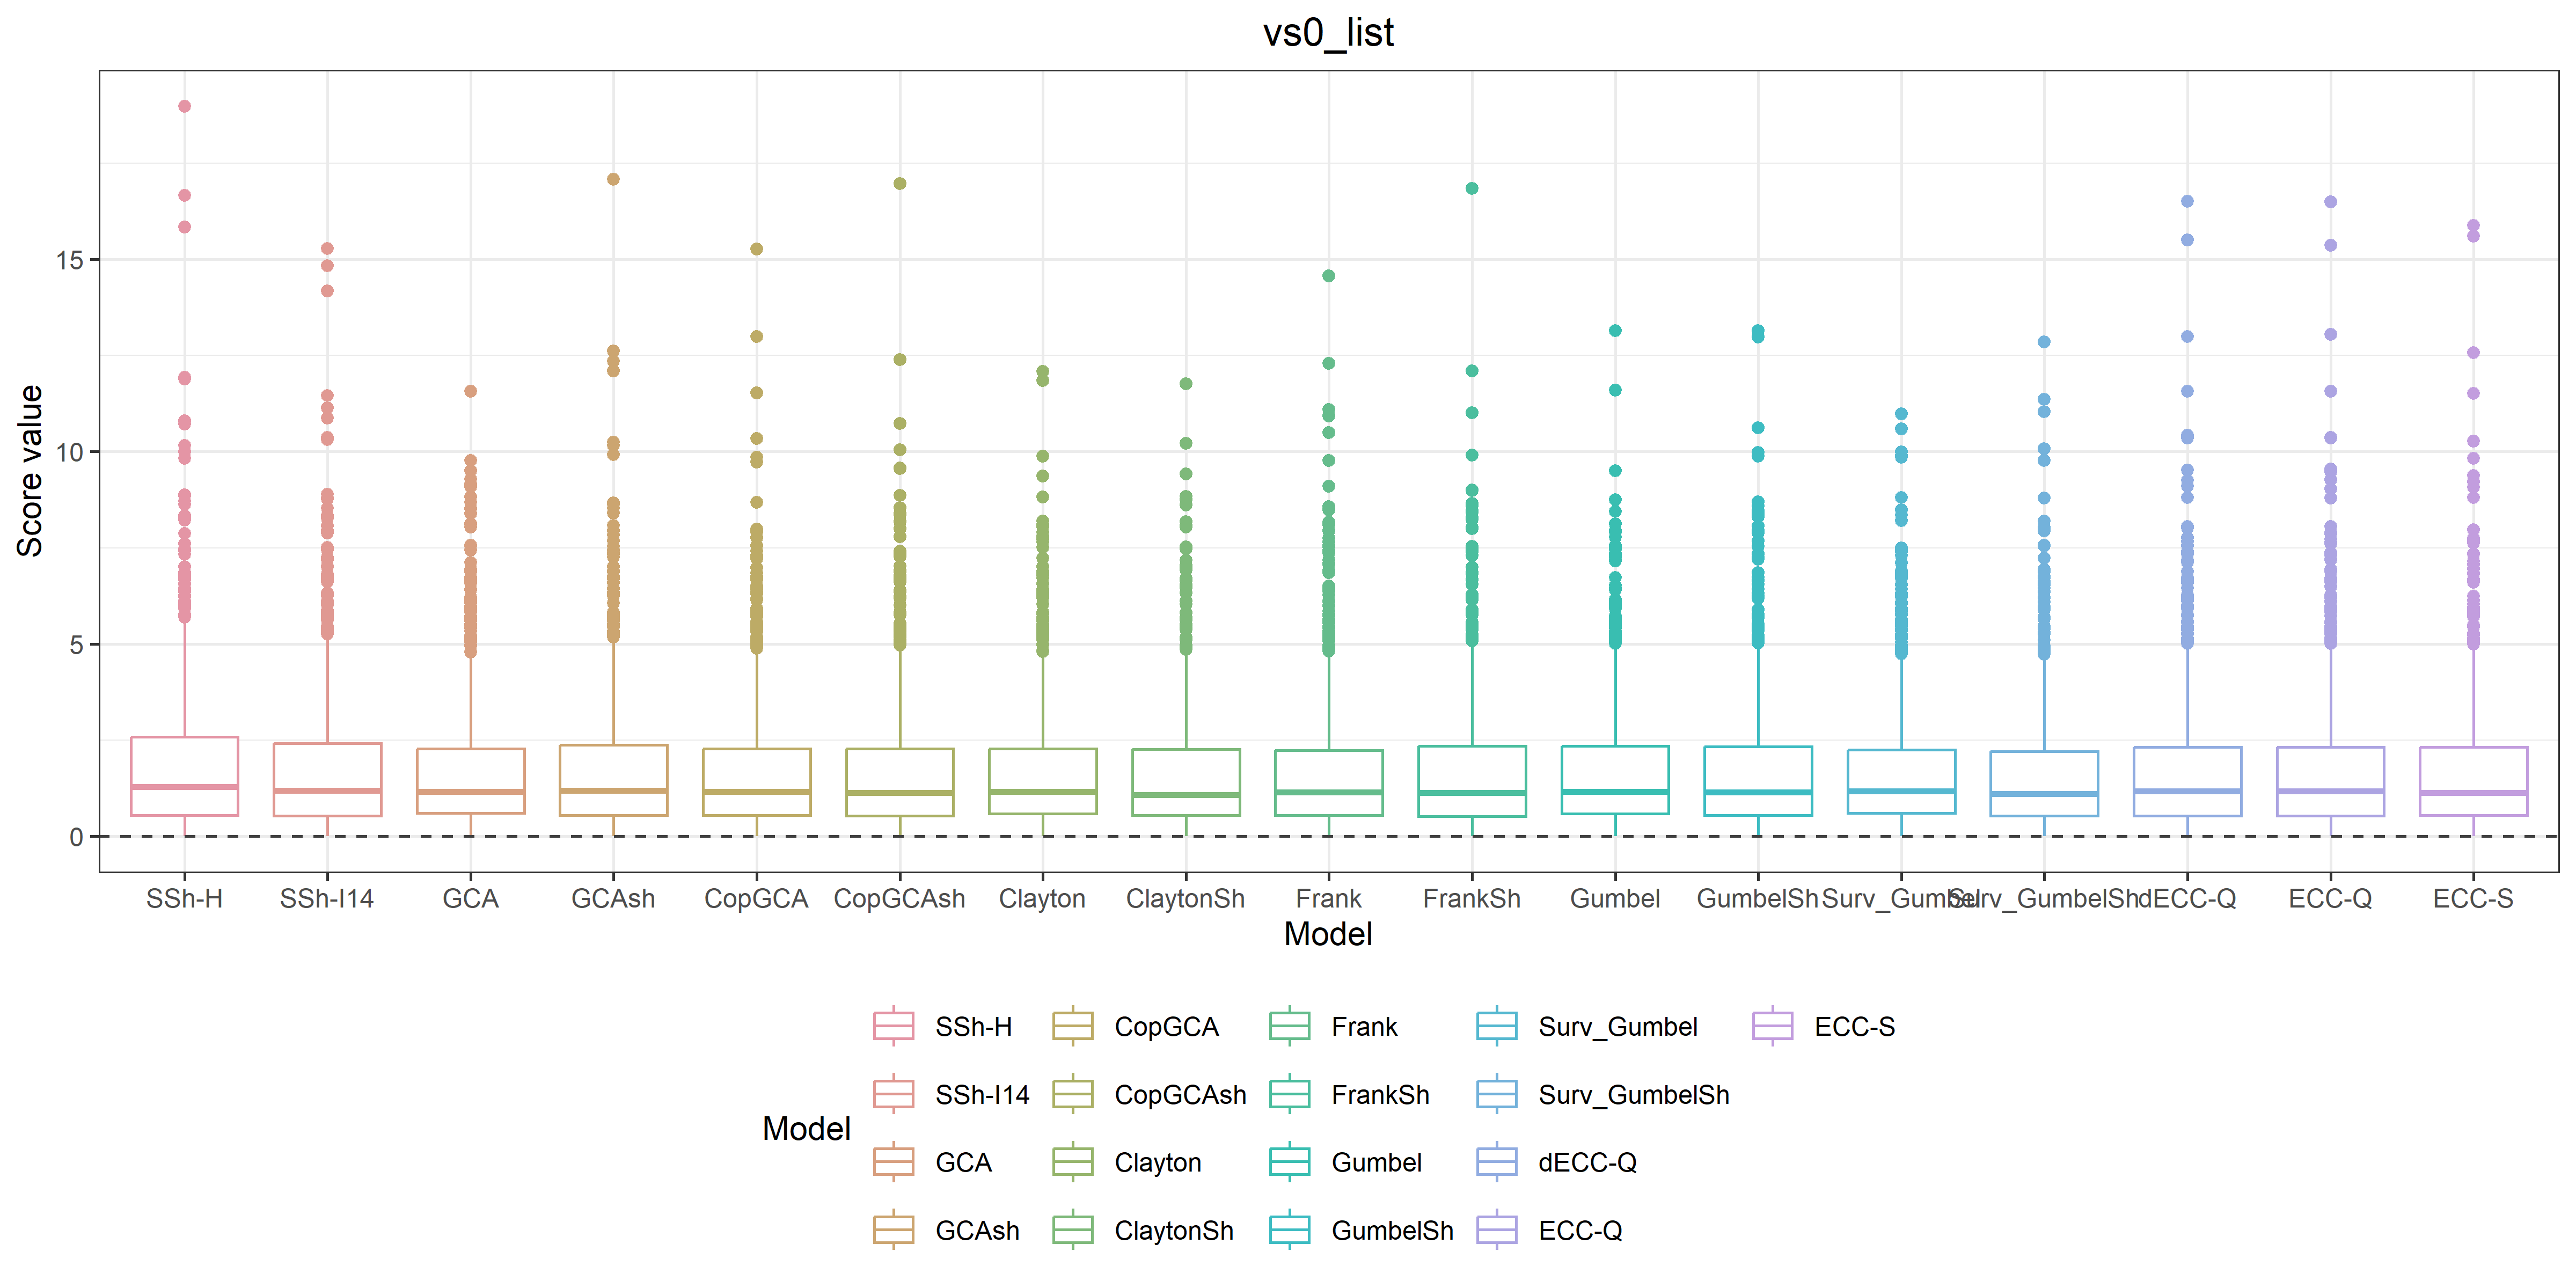 vs0_list
Score value
15
10
5
0
SSh-H SSh-I14 GCA GCAsh CopGCA CopGCAsh Clayton ClaytonSh Frank FrankSh Gumbel GumbelSh Surv_Gumbel Surv_GumbelSh dECC-Q ECC-Q ECC-S
Model
Model
SSh-H CopGCA Frank Surv_Gumbel ECC-S
SSh-I14 CopGCAsh FrankSh Surv_GumbelSh
GCA Clayton Gumbel dECC-Q
GCAsh ClaytonSh GumbelSh ECC-Q